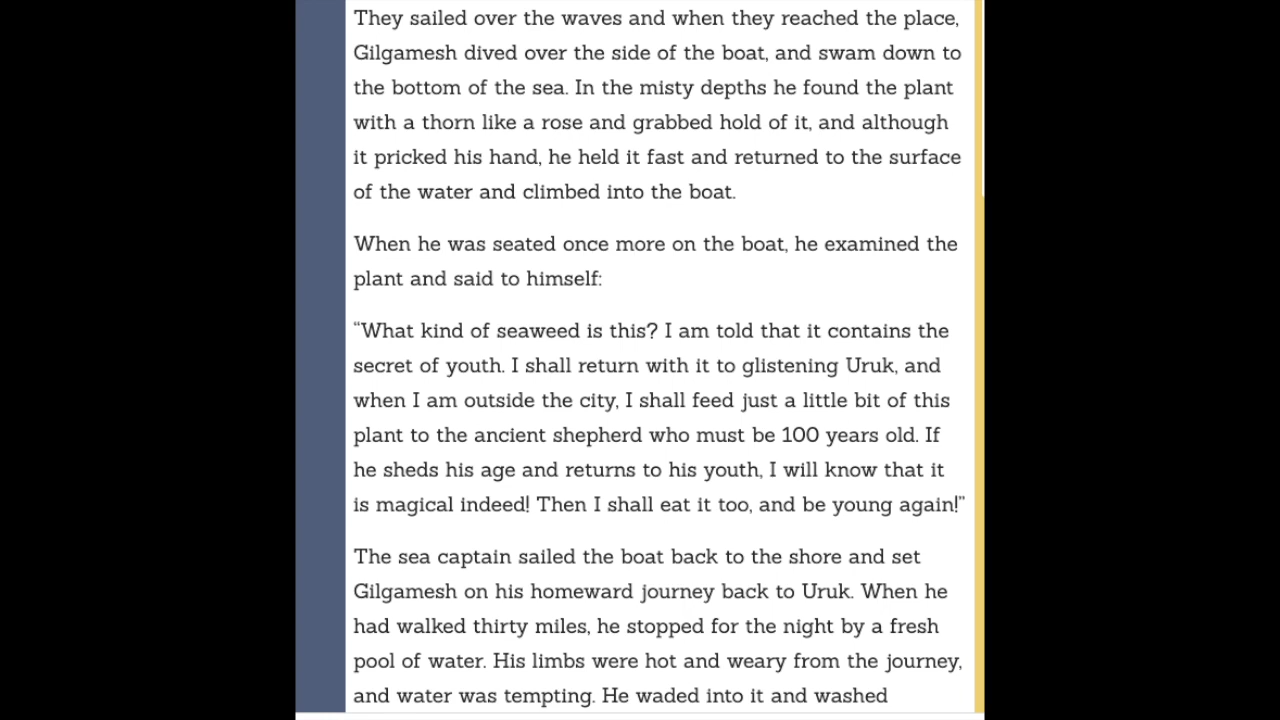 They sailed over the waves and when they reached the place,
Gilgamesh dived over the side of the boat, and swam down to
the bottom of the sea. In the misty depths he found the plant
with a thorn like a rose and grabbed hold of it, and although
it pricked his hand, he held it fast and returned to the surface
of the water and climbed into the boat.
When he was seated once more on the boat, he examined the
plant and said to himself:
“What kind of seaweed is this? I am told that it contains the
secret of youth. I shall return with it to glistening Uruk, and
when I am outside the city, I shall feed just a little bit of this
plant to the ancient shepherd who must be 100 years old. If
he sheds his age and returns to his youth, I will know that it
is magical indeed! Then I shall eat it too, and be young again!”
The sea captain sailed the boat back to the shore and set
Gilgamesh on his homeward journey back to Uruk. When he
had walked thirty miles, he stopped for the night by a fresh
pool of water. His limbs were hot and weary from the journey,
and water was tempting. He waded into it and washed